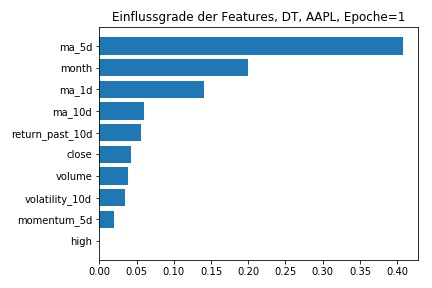 Einflussgrade der Features, DT, AAPL, Epoche=1
ma_5d
month
ma_1d
ma_10d
return_past_10d
close
volume
volatility_10d
momentum_5d
high
0.00 0.05 0.10 0.15 0.20 0.25 0.30 0.35 0.40